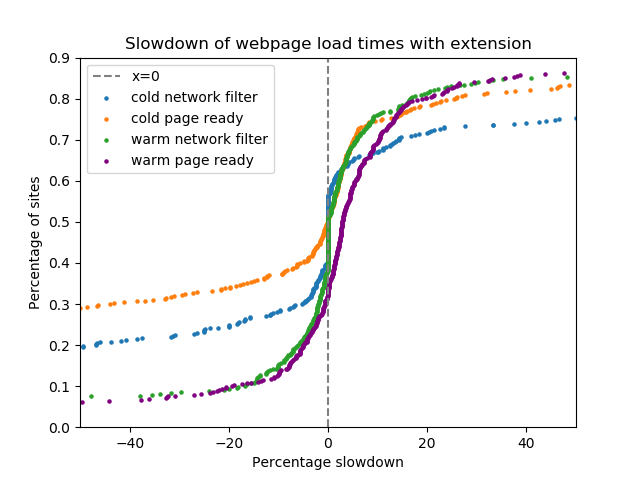 Slowdown of webpage load times with extension
x=0
cold network filter
cold page ready
warm network filter
warm page ready
Percentage of sites
0.9
0.8
0.7
0.6
0.5
0.4
0.3
0.2
0.1
0.0
−40 −20 0 20 40
Percentage slowdown